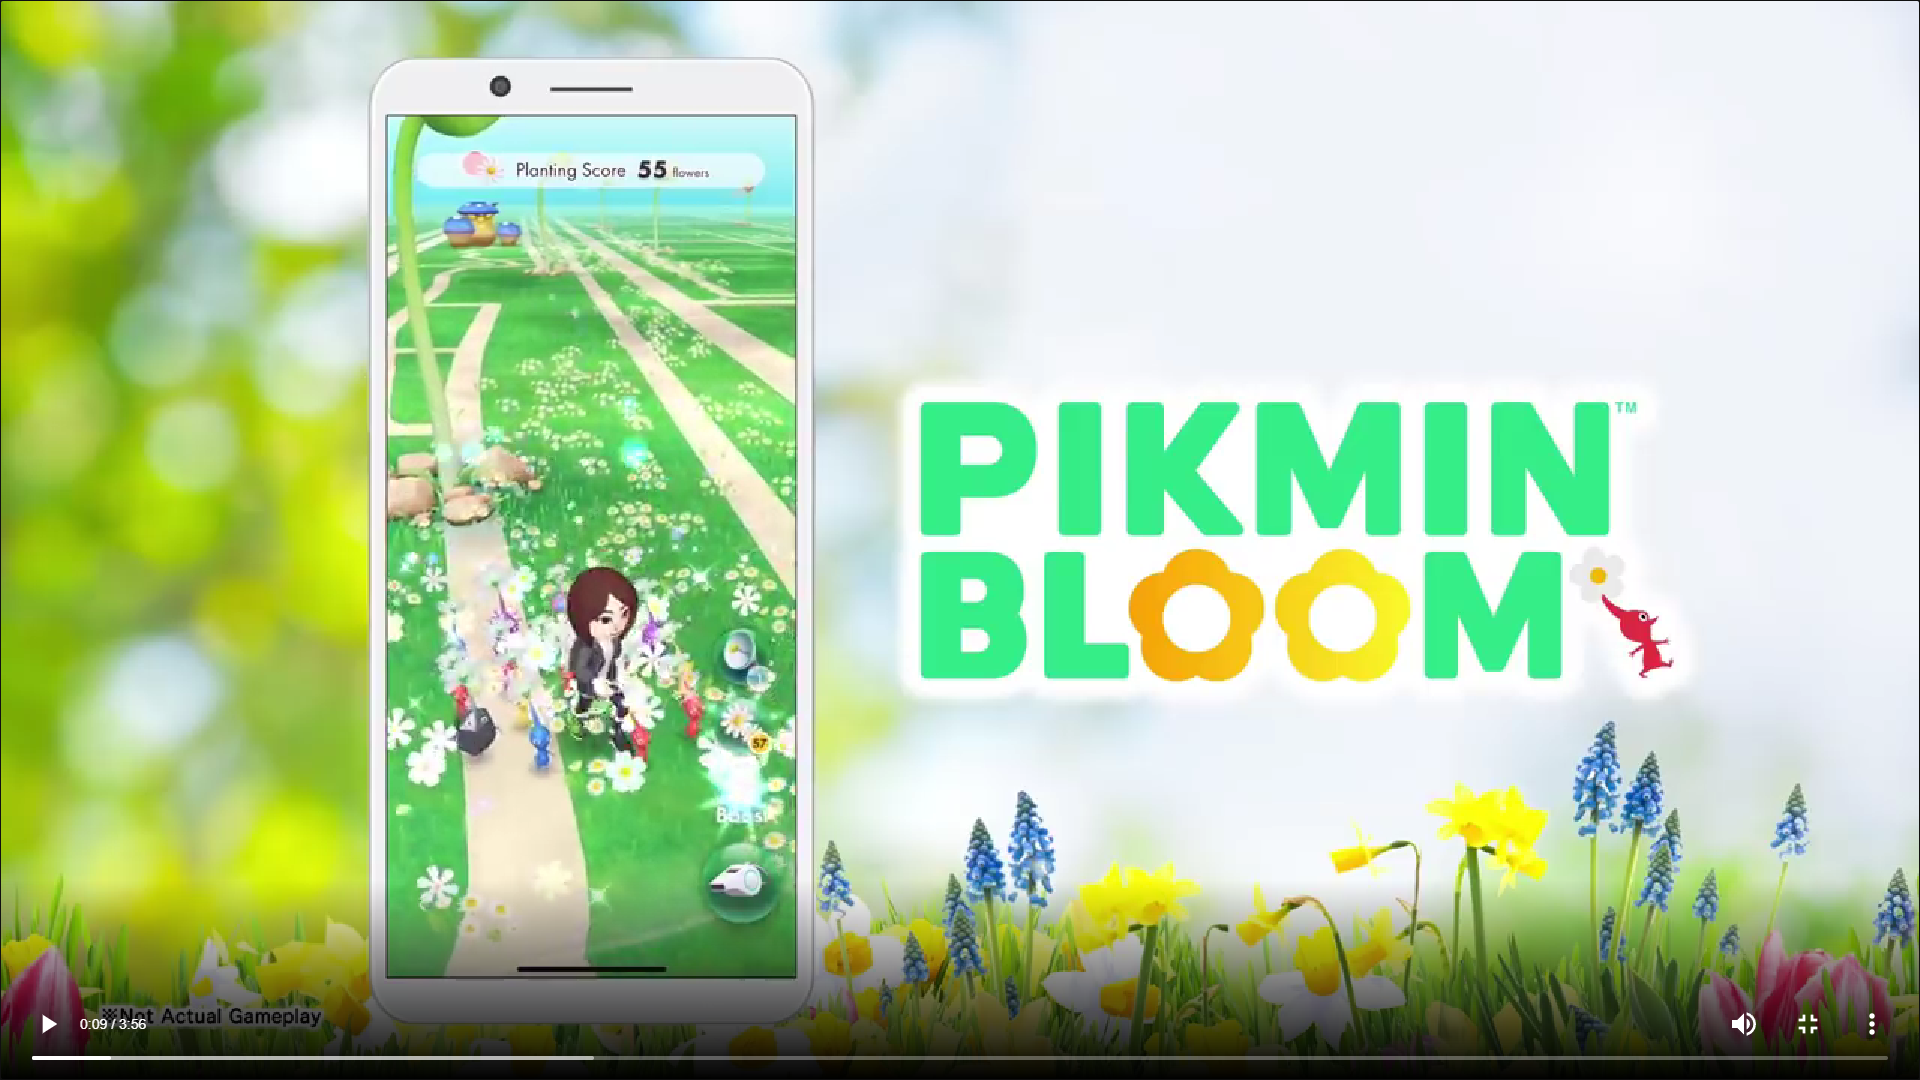 Planting Score 55 flowers
PIKMIN™
BLOOM
57
※Not Actual Gameplay
0:09 / 3:56